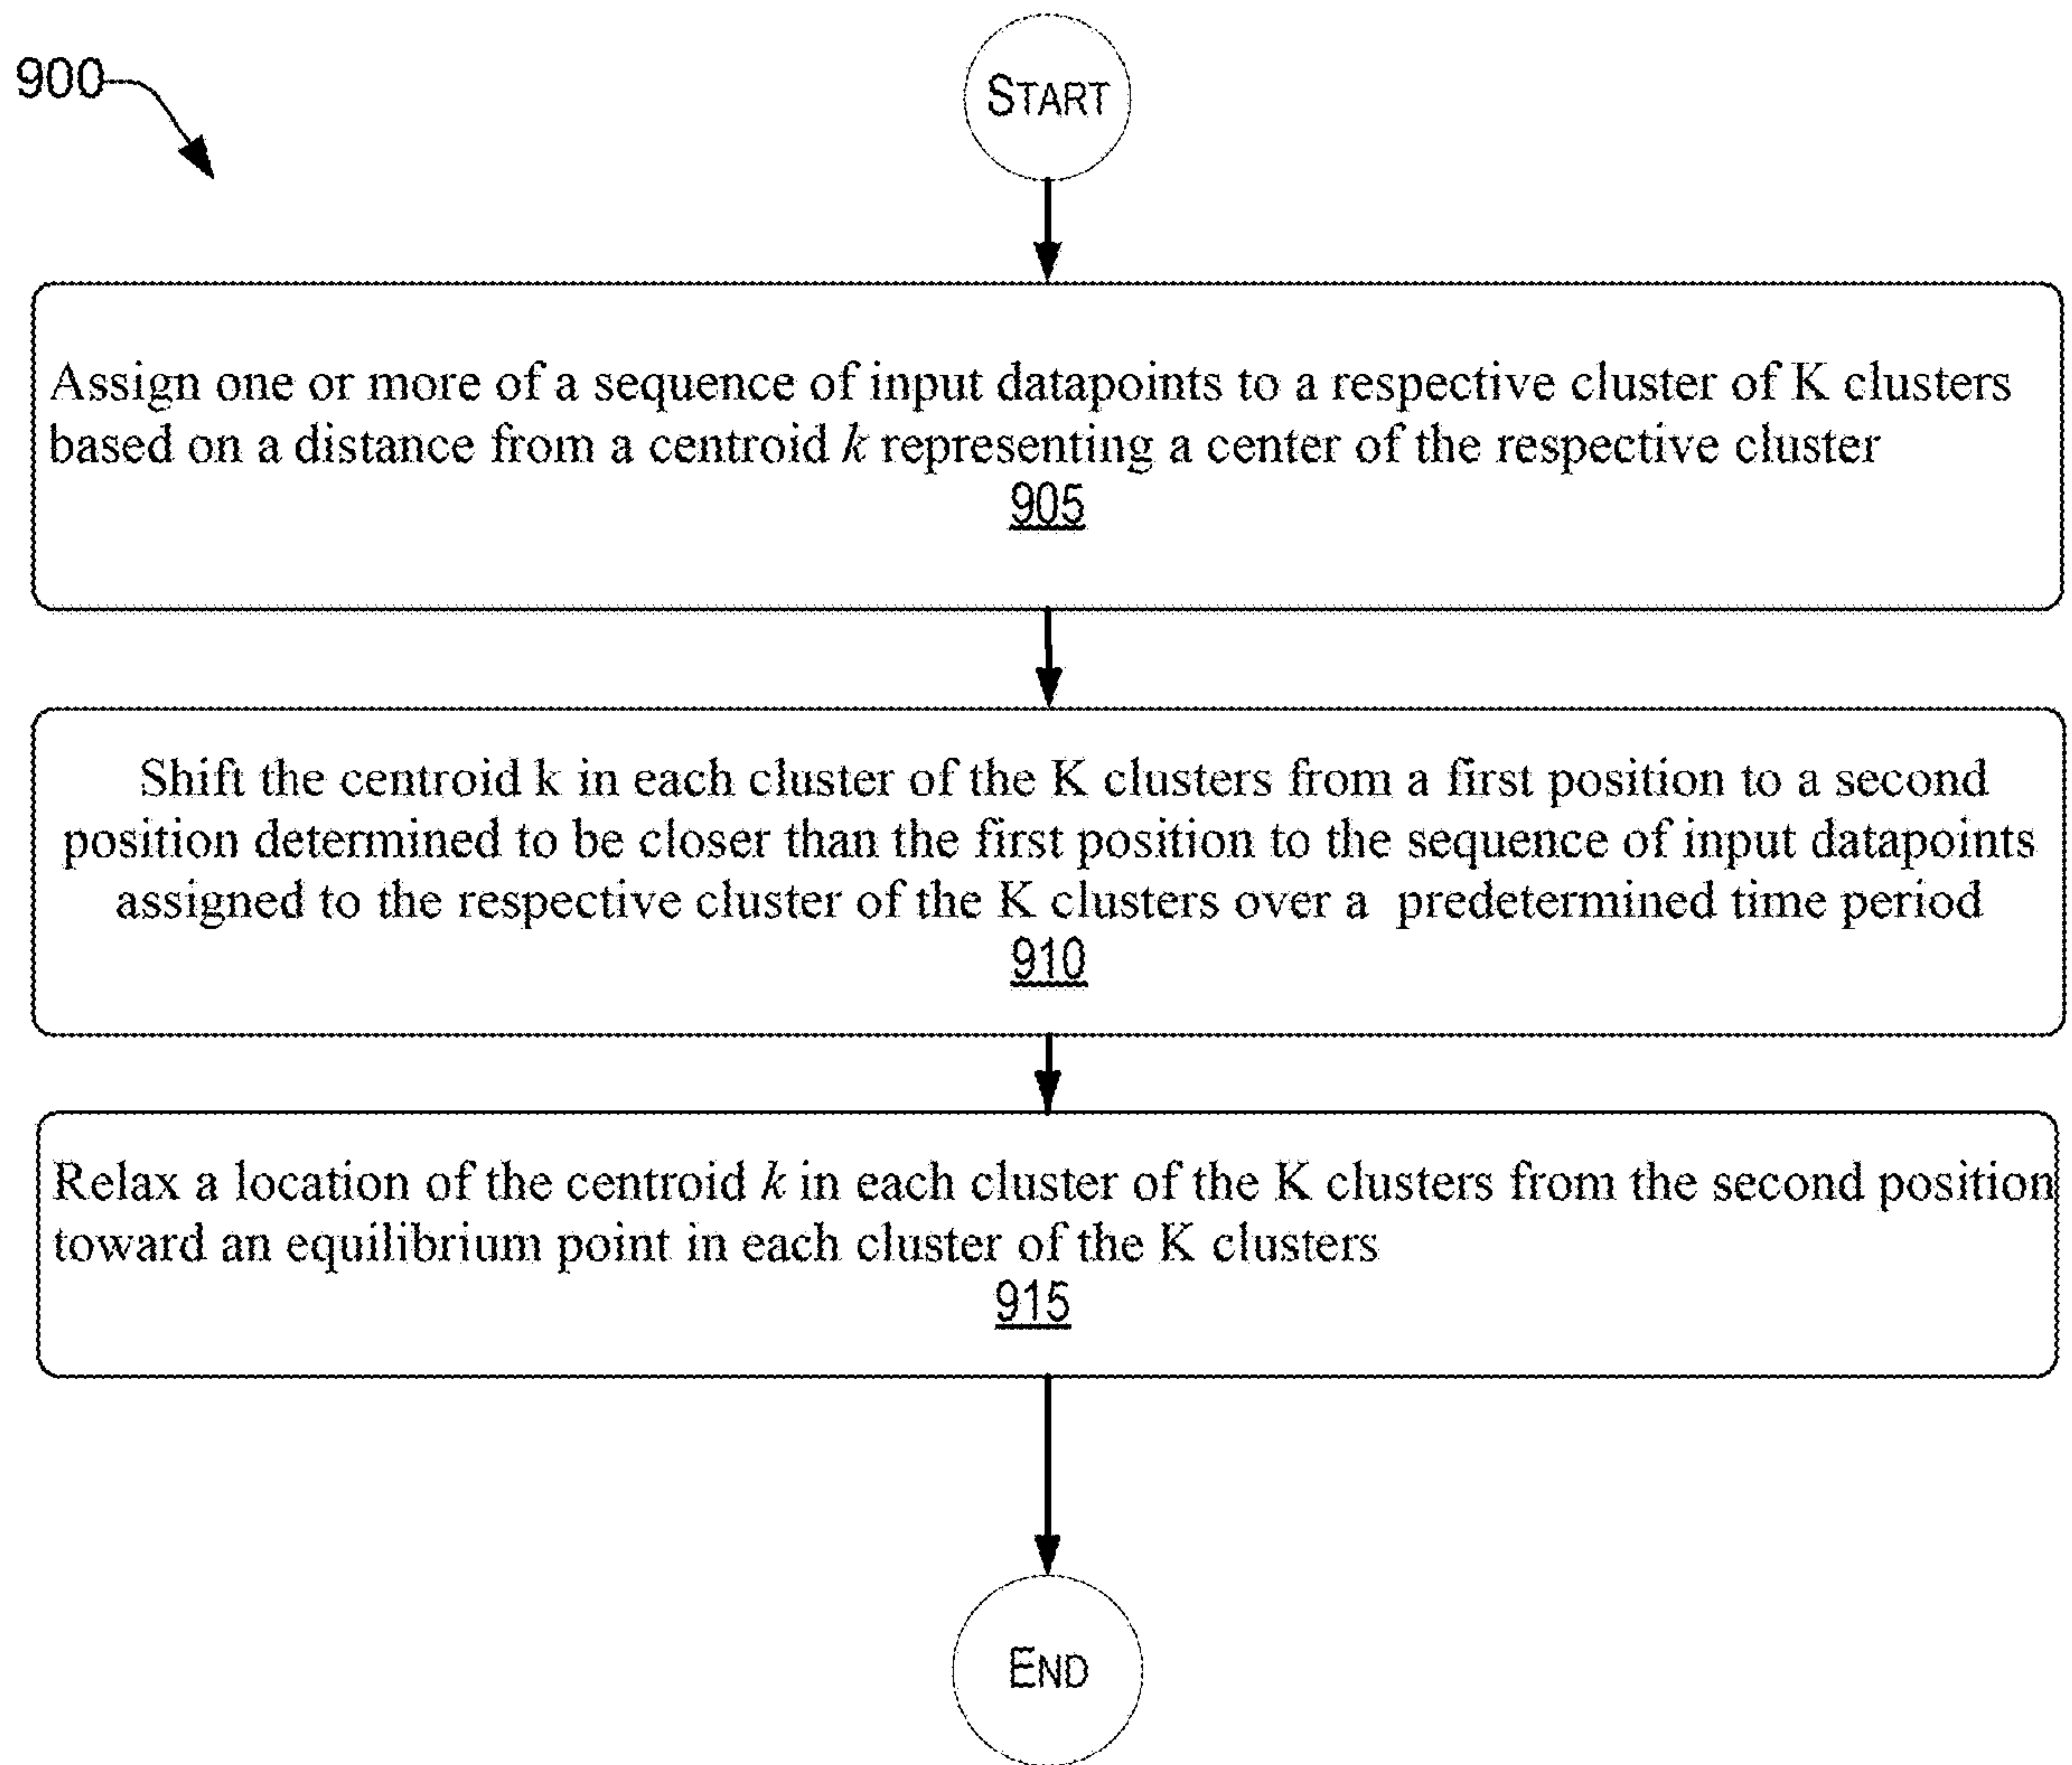 900
START
Assign one or more of a sequence of input datapoints to a respective cluster of K clusters
based on a distance from a centroid k representing a center of the respective cluster
905
Shift the centroid k in each cluster of the K clusters from a first position to a second
position determined to be closer than the first position to the sequence of input datapoints
assigned to the respective cluster of the K clusters over a predetermined time period
910
Relax a location of the centroid k in each cluster of the K clusters from the second position
toward an equilibrium point in each cluster of the K clusters
915
END